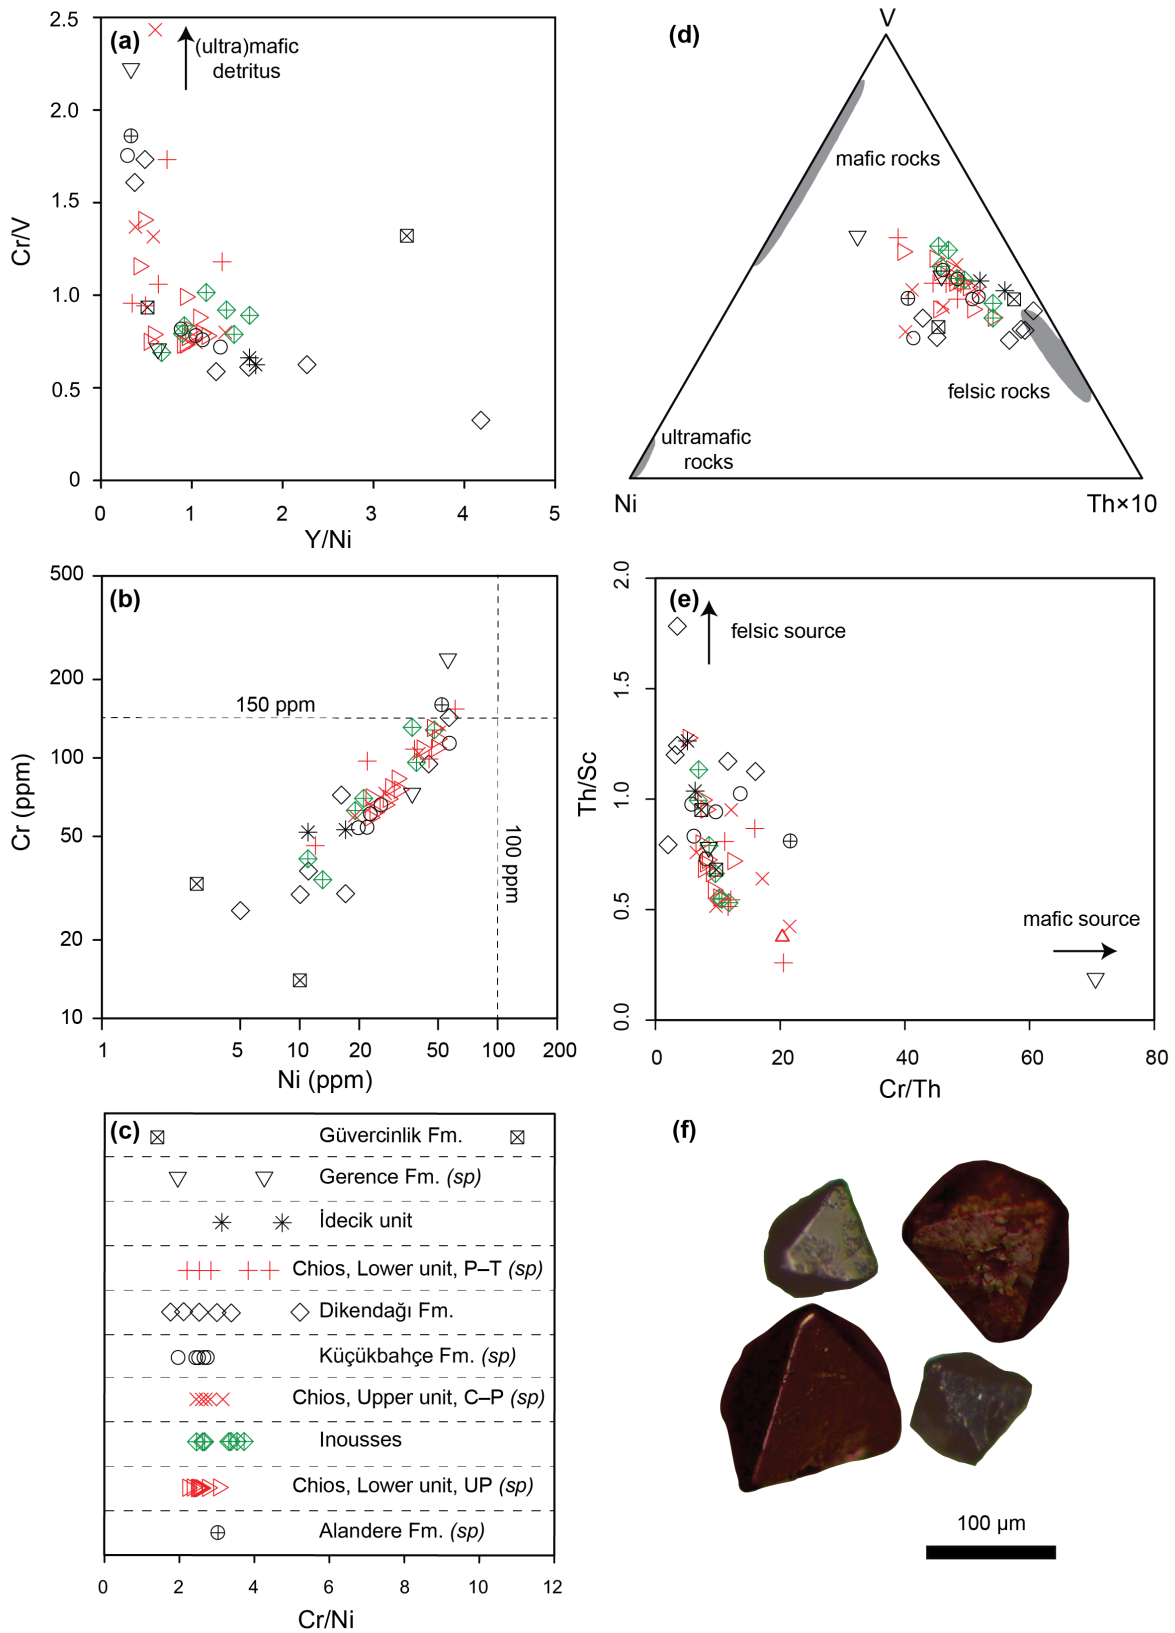 (a)
(ultra)mafic
detritus
2.5
2.0
1.5
1.0
0.5
0
Cr/V
0 1 2 3 4 5
Y/Ni
(d)
V
mafic rocks
felsic rocks
ultramafic
rocks
Ni
Th×10
(b)
500
200
100
50
20
10
Cr (ppm)
150 ppm
100 ppm
1 5 10 20 50 100 200
Ni (ppm)
(e)
felsic source
mafic source
2.0
1.5
1.0
0.5
0.0
Th/Sc
0 20 40 60 80
Cr/Th
(c)
Güvercinlik Fm.
Gerence Fm. (sp)
İdecik unit
Chios, Lower unit, P–T (sp)
Dikendağı Fm.
Küçükbahçe Fm. (sp)
Chios, Upper unit, C–P (sp)
Inousses
Chios, Lower unit, UP (sp)
Alandere Fm. (sp)
0 2 4 6 8 10 12
Cr/Ni
(f)
100 µm